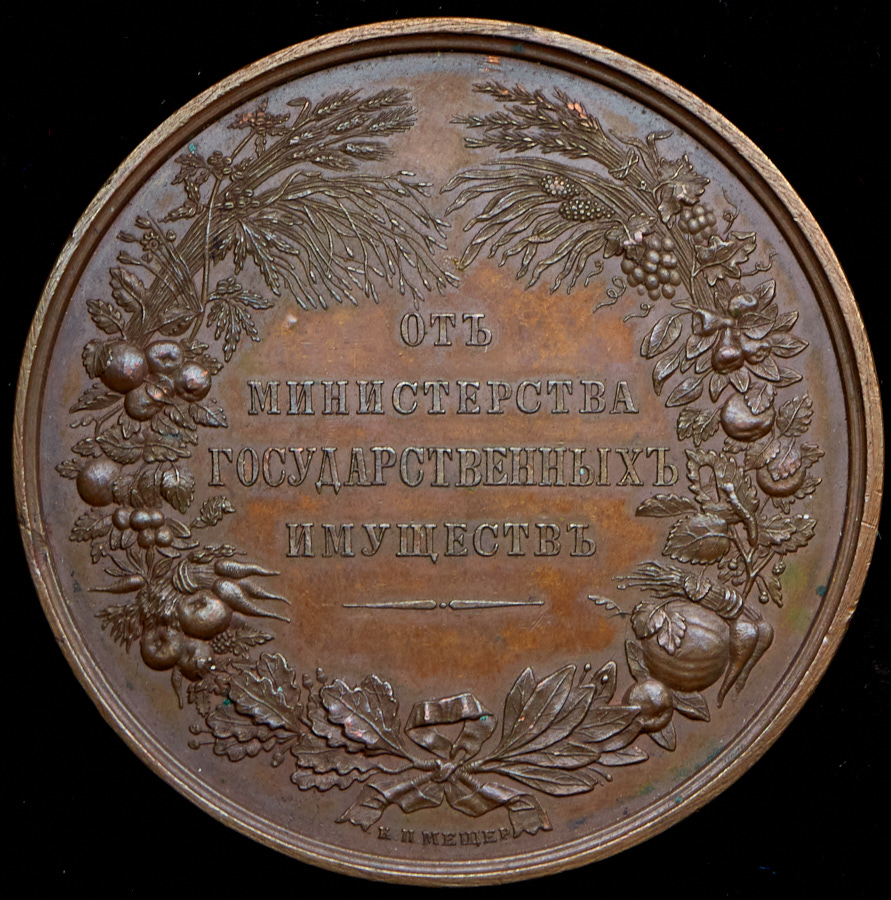 ОТЪ
МИНИСТЕРСТВА
ГОСУДАРСТВЕННЫХЪ
ИМУЩЕСТВЪ
К П МЕЩЕР